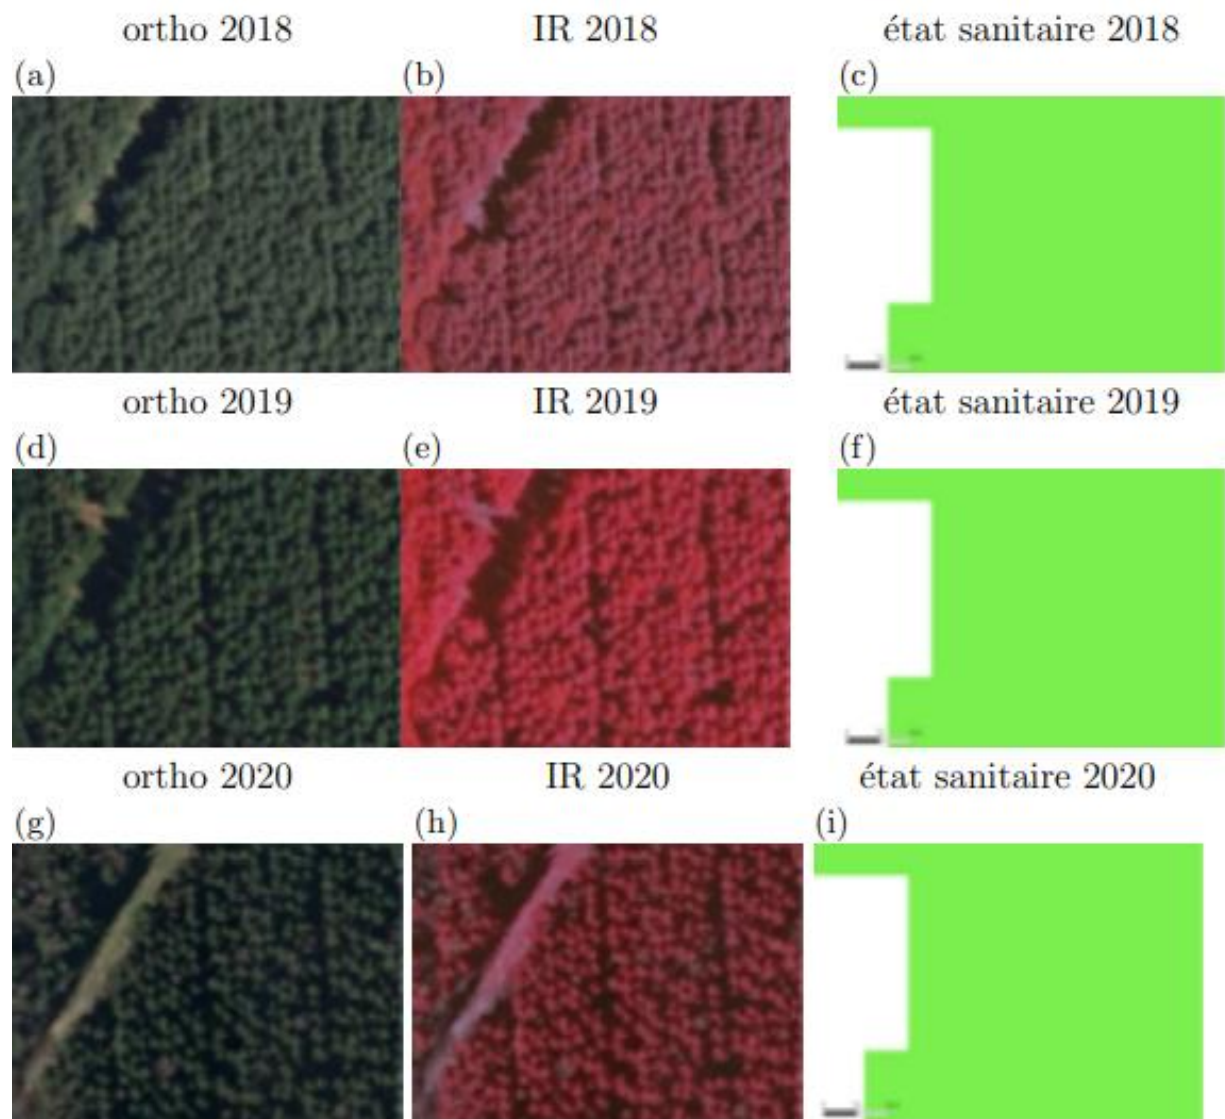 ortho 2018 IR 2018 état sanitaire 2018
(a) (b) (c)
ortho 2019 IR 2019 état sanitaire 2019
(d) (e) (f)
ortho 2020 IR 2020 état sanitaire 2020
(g) (h) (i)